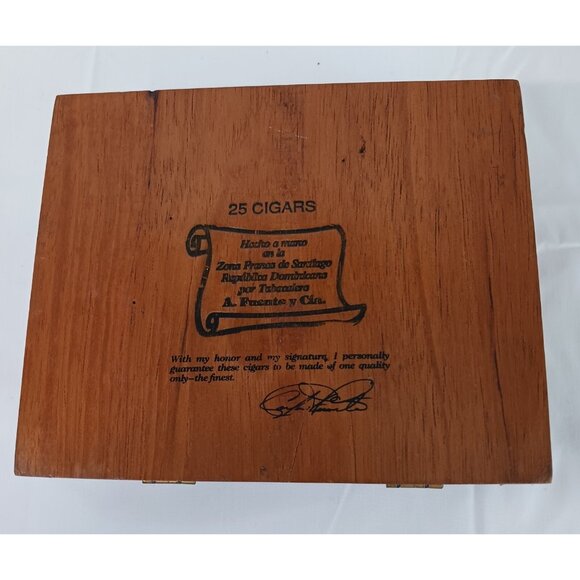 25 CIGARS
Hecho a mano
en la
Zona Franca de Santiago
República Dominicana
por Tabacalera
A. Fuente y Cia.
With my honor and my signature, I personally
guarantee these cigars to be made of one quality
only—the finest.